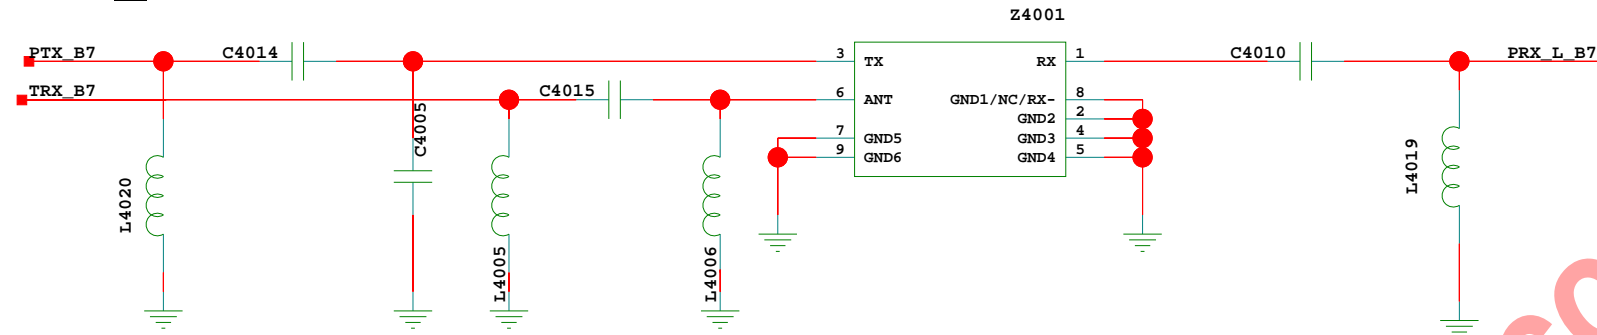 Z4001
PTX_B7
C4014
3
TX
RX
1
C4010
PRX_L_B7
TRX_B7
C4015
6
ANT
GND1/NC/RX-
8
GND2
2
C4005
7
GND5
GND3
4
9
GND6
GND4
5
L4020
L4005
L4006
L4019